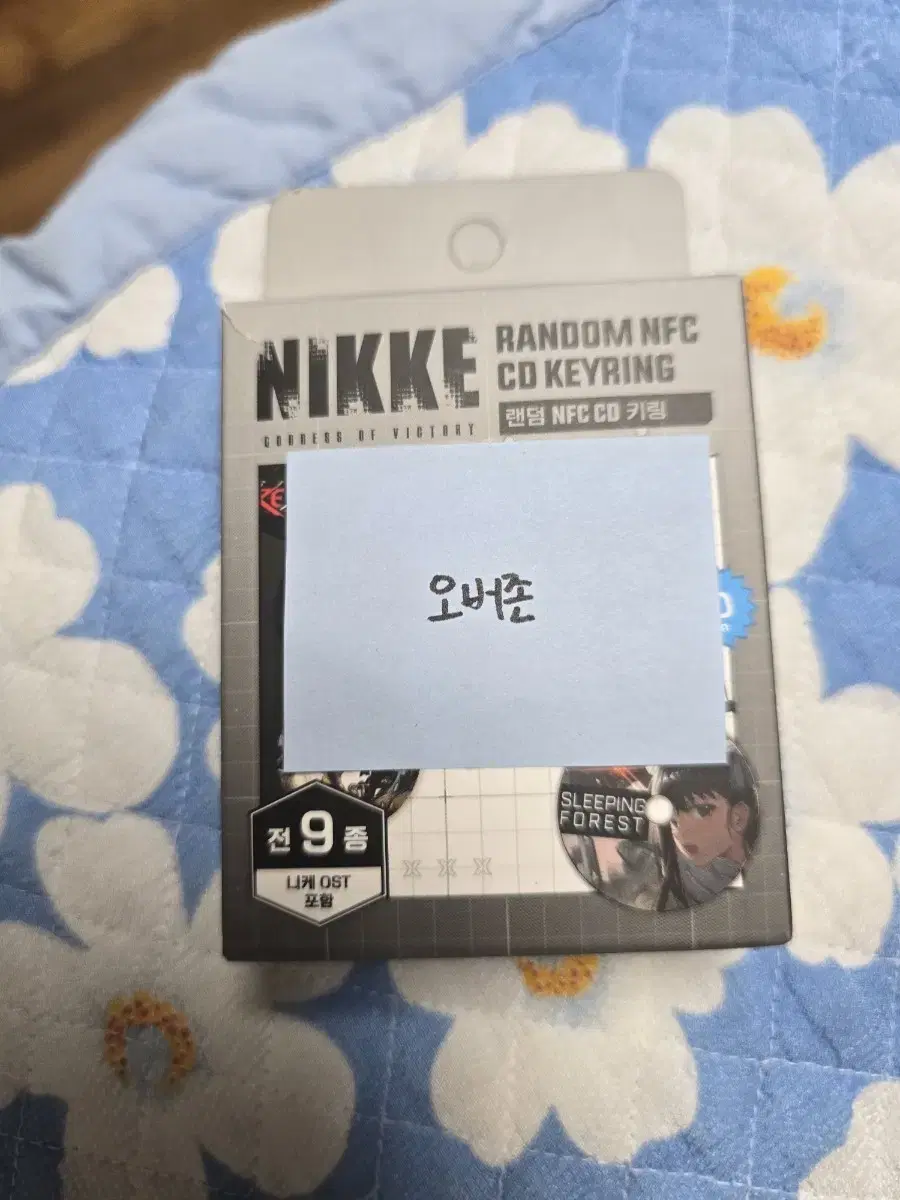 NIKKE
GODDESS OF VICTORY
RANDOM NFC
CD KEYRING
랜덤 NFC CD 키링
오버존
SLEEPING
FOREST
전 9 종
니케 OST
포함